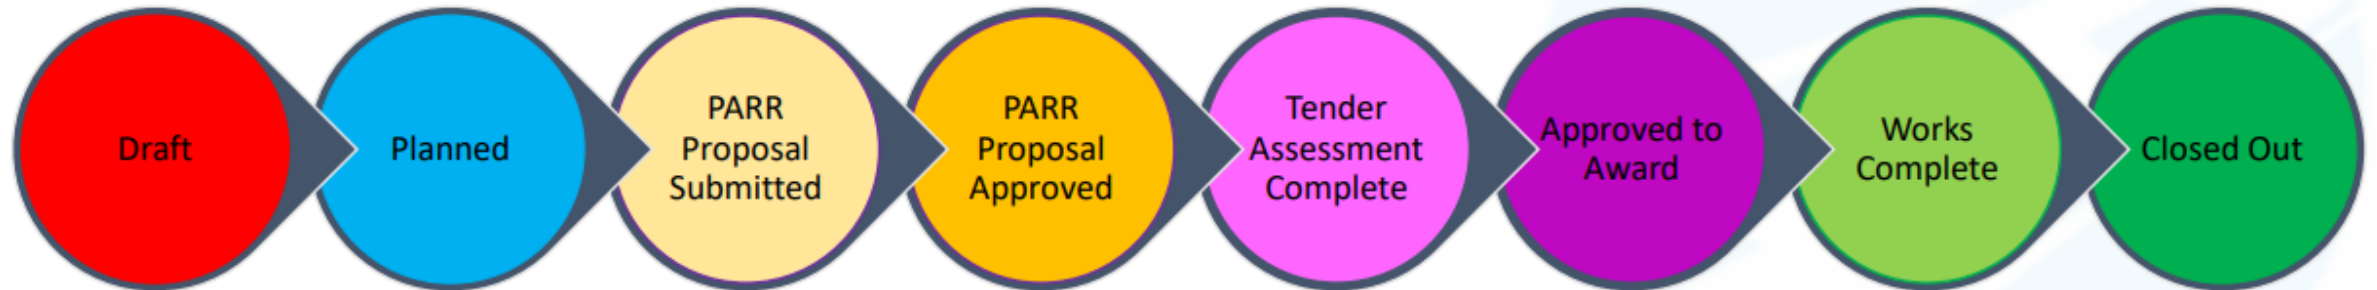 Draft
Planned
PARR
Proposal
Submitted
PARR
Proposal
Approved
Tender
Assessment
Complete
Approved to
Award
Works
Complete
Closed Out